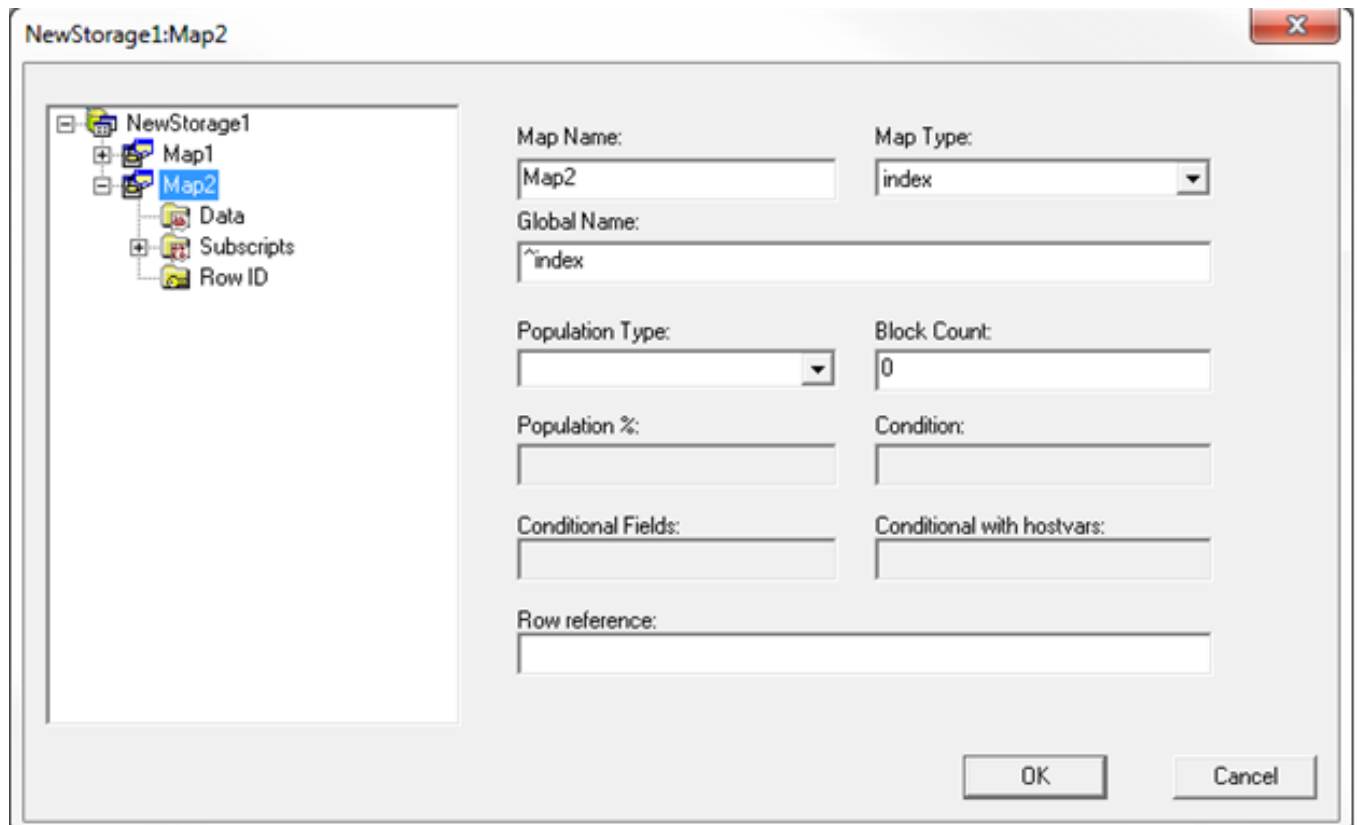 NewStorage1:Map2
NewStorage1
Map1
Map2
Data
Subscripts
Row ID
Map Name:
Map Type:
Map2
index
Global Name:
^index
Population Type:
Block Count:
0
Population %:
Condition:
Conditional Fields:
Conditional with hostvars:
Row reference:
OK
Cancel